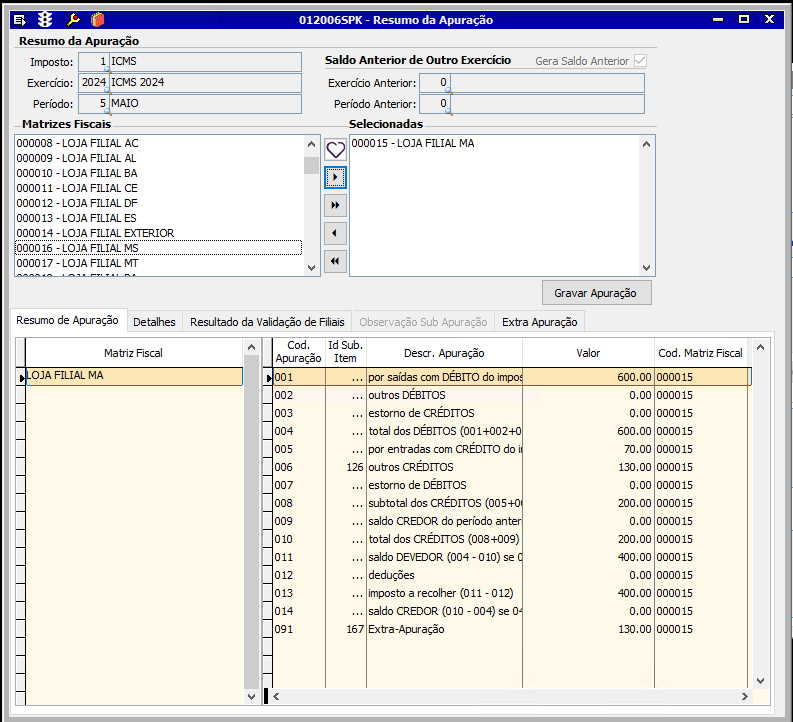 012006SPK - Resumo da Apuração
Resumo da Apuração
Imposto: 1 ICMS
Exercício: 2024 ICMS 2024
Período: 5 MAIO
Saldo Anterior de Outro Exercício Gera Saldo Anterior
Exercício Anterior: 0
Período Anterior: 0
Matrizes Fiscais
000008 - LOJA FILIAL AC
000009 - LOJA FILIAL AL
000010 - LOJA FILIAL BA
000011 - LOJA FILIAL CE
000012 - LOJA FILIAL DF
000013 - LOJA FILIAL ES
000014 - LOJA FILIAL EXTERIOR
000016 - LOJA FILIAL MS
000017 - LOJA FILIAL MT
Selecionadas
000015 - LOJA FILIAL MA
Gravar Apuração
Resumo de Apuração Detalhes Resultado da Validação de Filiais Observação Sub Apuração Extra Apuração
Matriz Fiscal
LOJA FILIAL MA
Cod. Apuração Id Sub. Item Descr. Apuração Valor Cod. Matriz Fiscal
001 ... por saídas com DÉBITO do impos 600.00 000015
002 ... outros DÉBITOS 0.00 000015
003 ... estorno de CRÉDITOS 0.00 000015
004 ... total dos DÉBITOS (001+002+0 600.00 000015
005 ... por entradas com CRÉDITO do i 70.00 000015
006 126 outros CRÉDITOS 130.00 000015
007 ... estorno de DÉBITOS 0.00 000015
008 ... subtotal dos CRÉDITOS (005+0 200.00 000015
009 ... saldo CREDOR do período anter 0.00 000015
010 ... total dos CRÉDITOS (008+009) 200.00 000015
011 ... saldo DEVEDOR (004 - 010) se 0 400.00 000015
012 ... deduções 0.00 000015
013 ... imposto a recolher (011 - 012) 400.00 000015
014 ... saldo CREDOR (010 - 004) se 0 0.00 000015
091 167 Extra-Apuração 130.00 000015